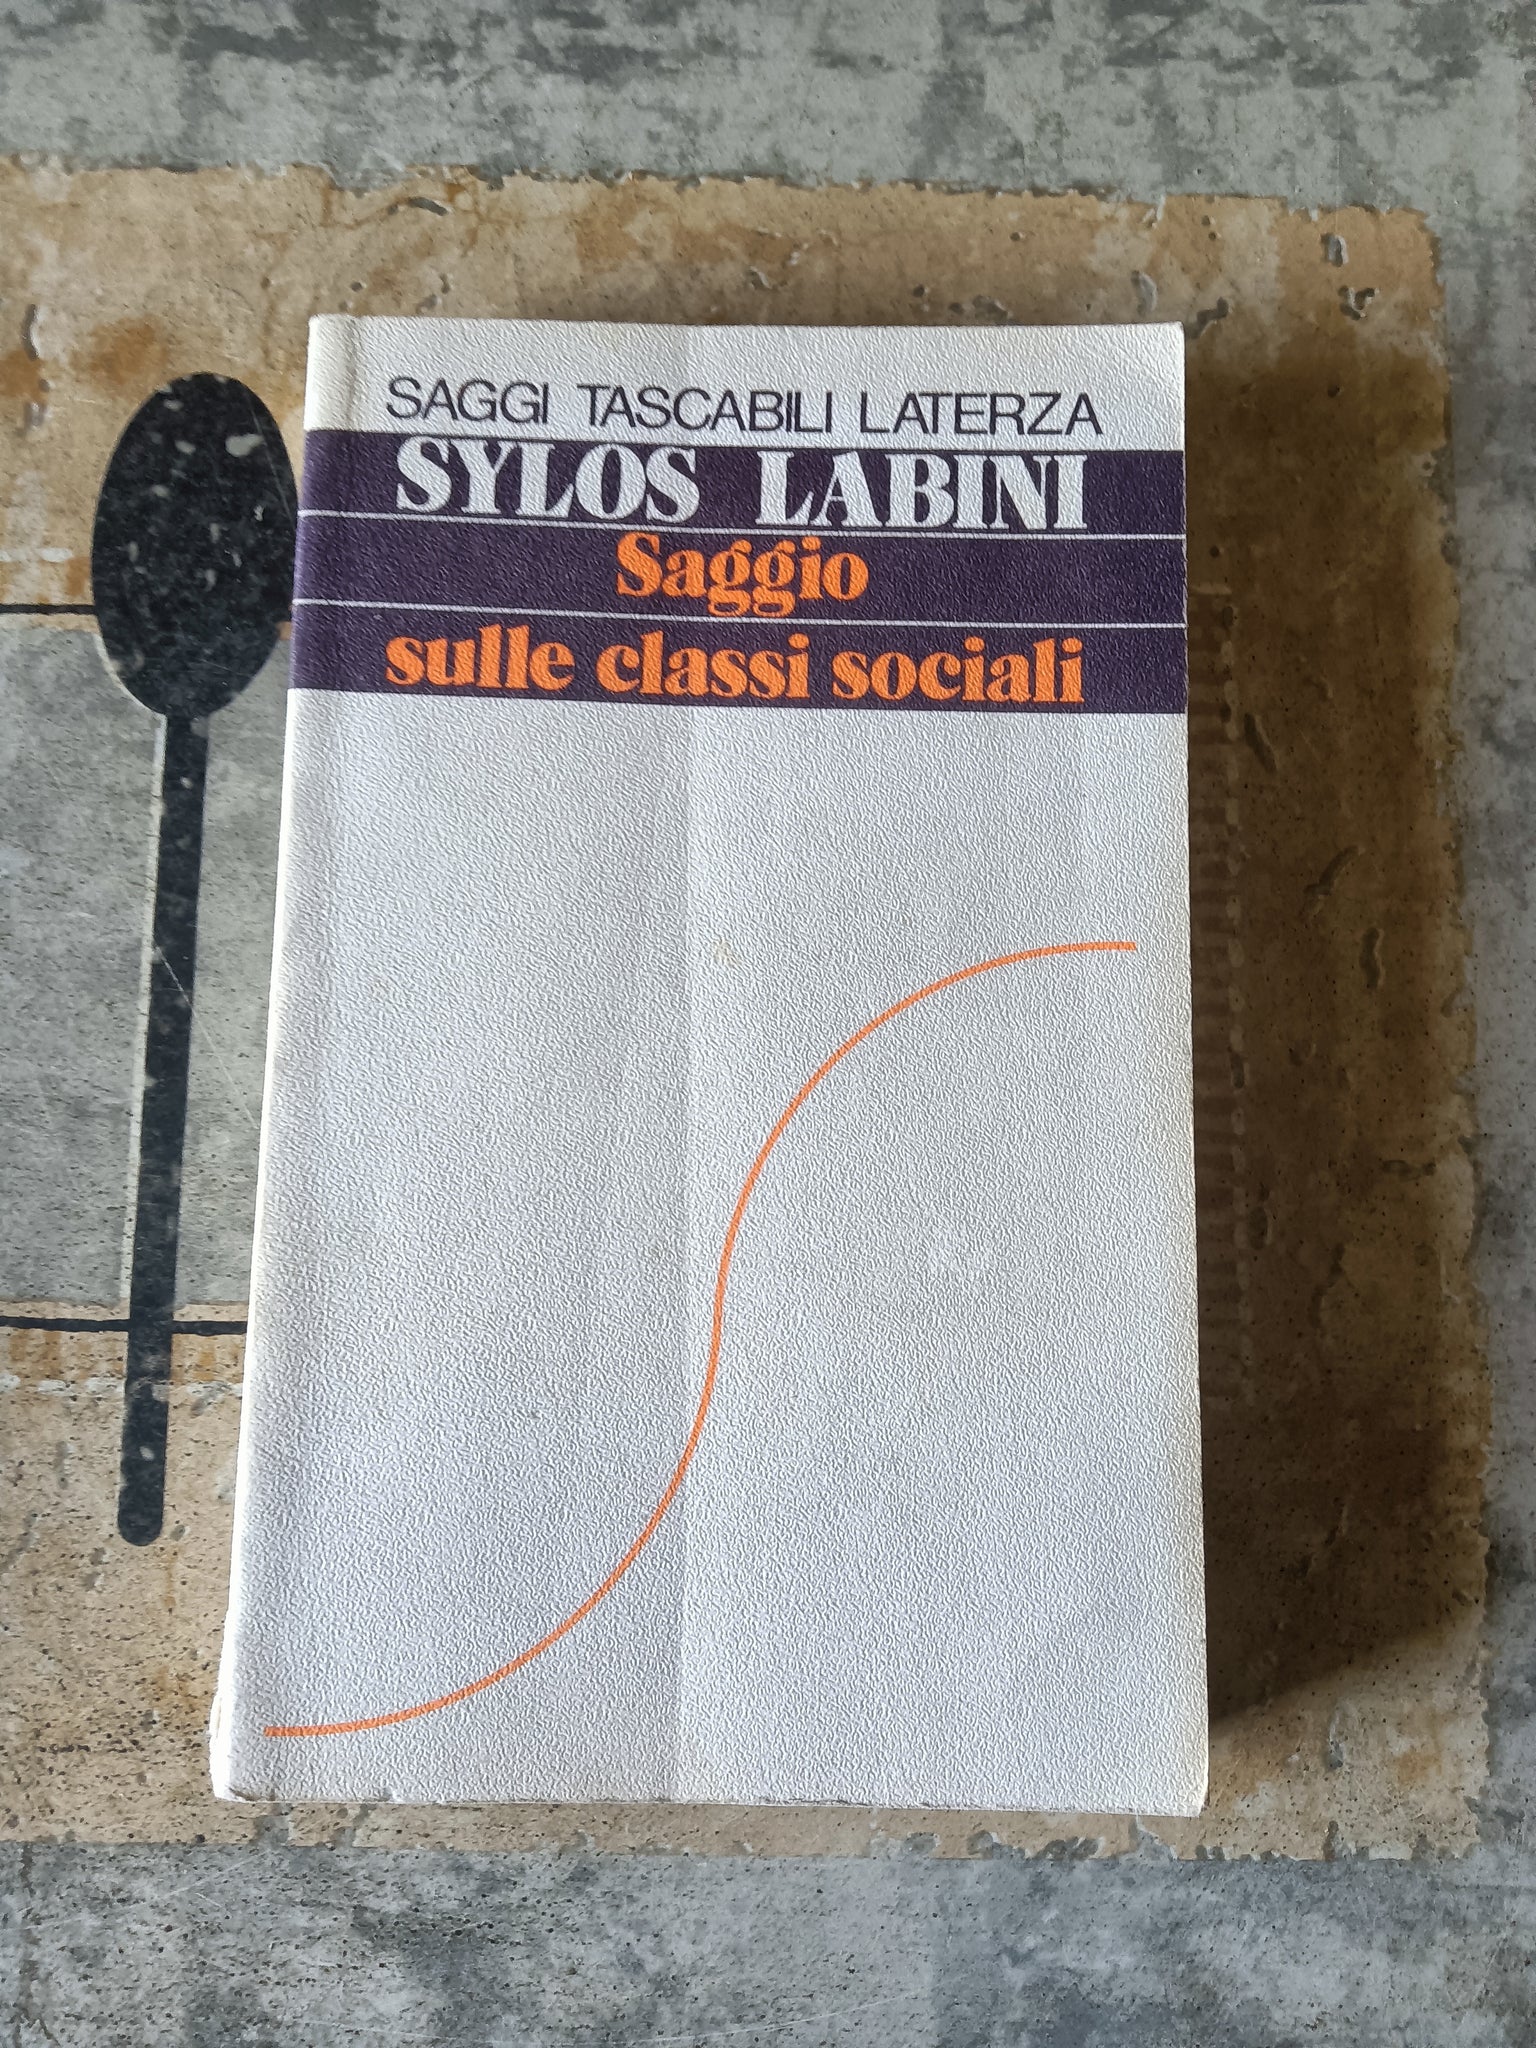 SAGGI TASCABILI LATERZA
SYLOS LABINI
Saggio
sulle classi sociali